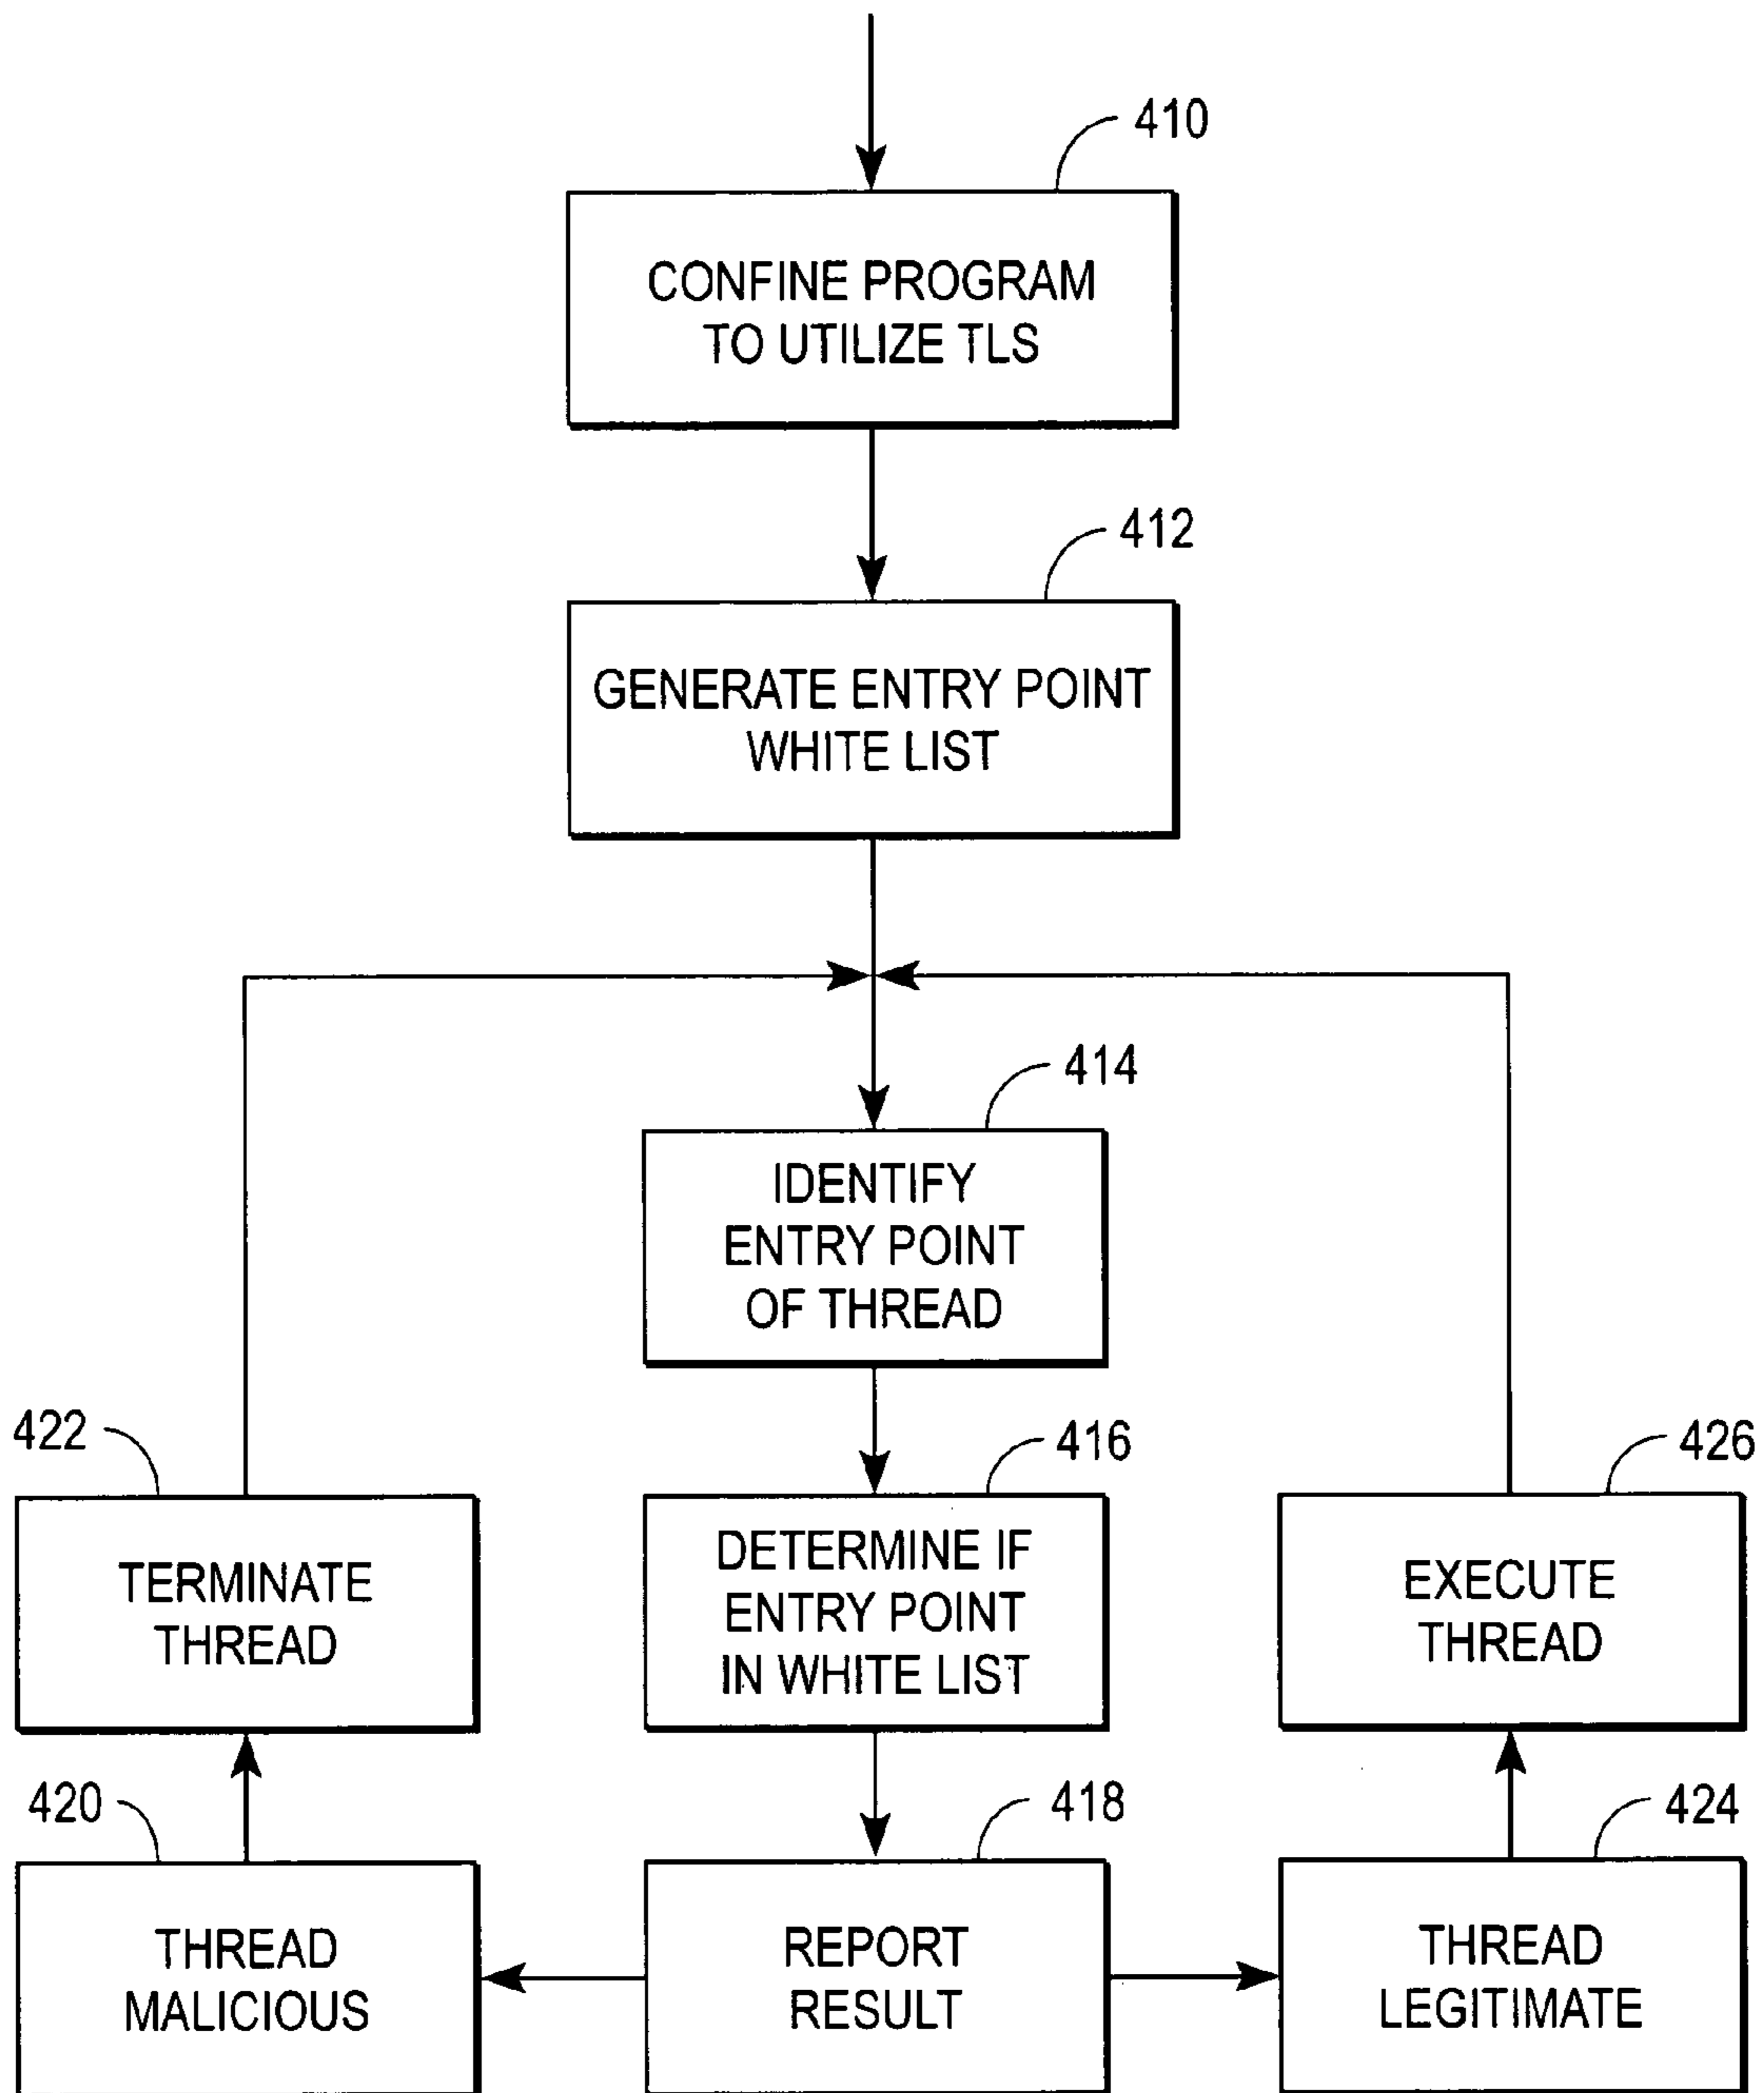 410
CONFINE PROGRAM
TO UTILIZE TLS
412
GENERATE ENTRY POINT
WHITE LIST
414
IDENTIFY
ENTRY POINT
OF THREAD
422
TERMINATE
THREAD
416
DETERMINE IF
ENTRY POINT
IN WHITE LIST
426
EXECUTE
THREAD
420
THREAD
MALICIOUS
418
REPORT
RESULT
424
THREAD
LEGITIMATE